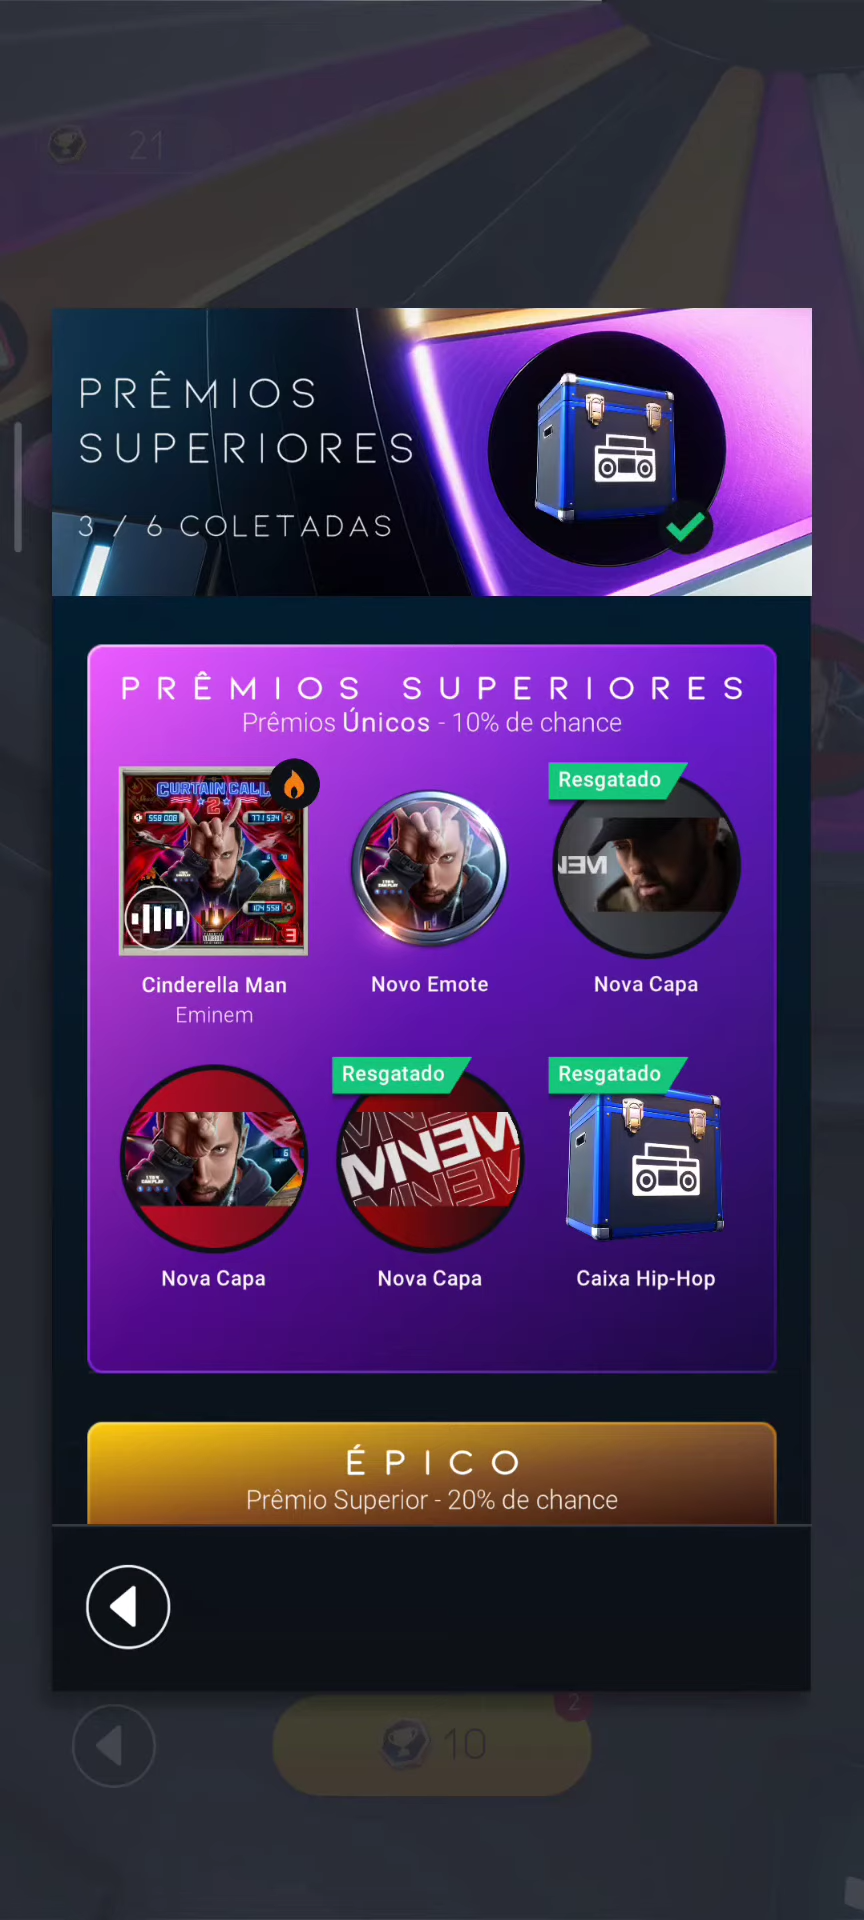 21
PRÊMIOS
SUPERIORES
3 / 6 COLETADAS
PRÊMIOS SUPERIORES
Prêmios Únicos - 10% de chance
CURTAIN CALL
2
Resgatado
Cinderella Man
Eminem
Novo Emote
Nova Capa
Resgatado
Resgatado
Nova Capa
Nova Capa
Caixa Hip-Hop
ÉPICO
Prêmio Superior - 20% de chance
2
10